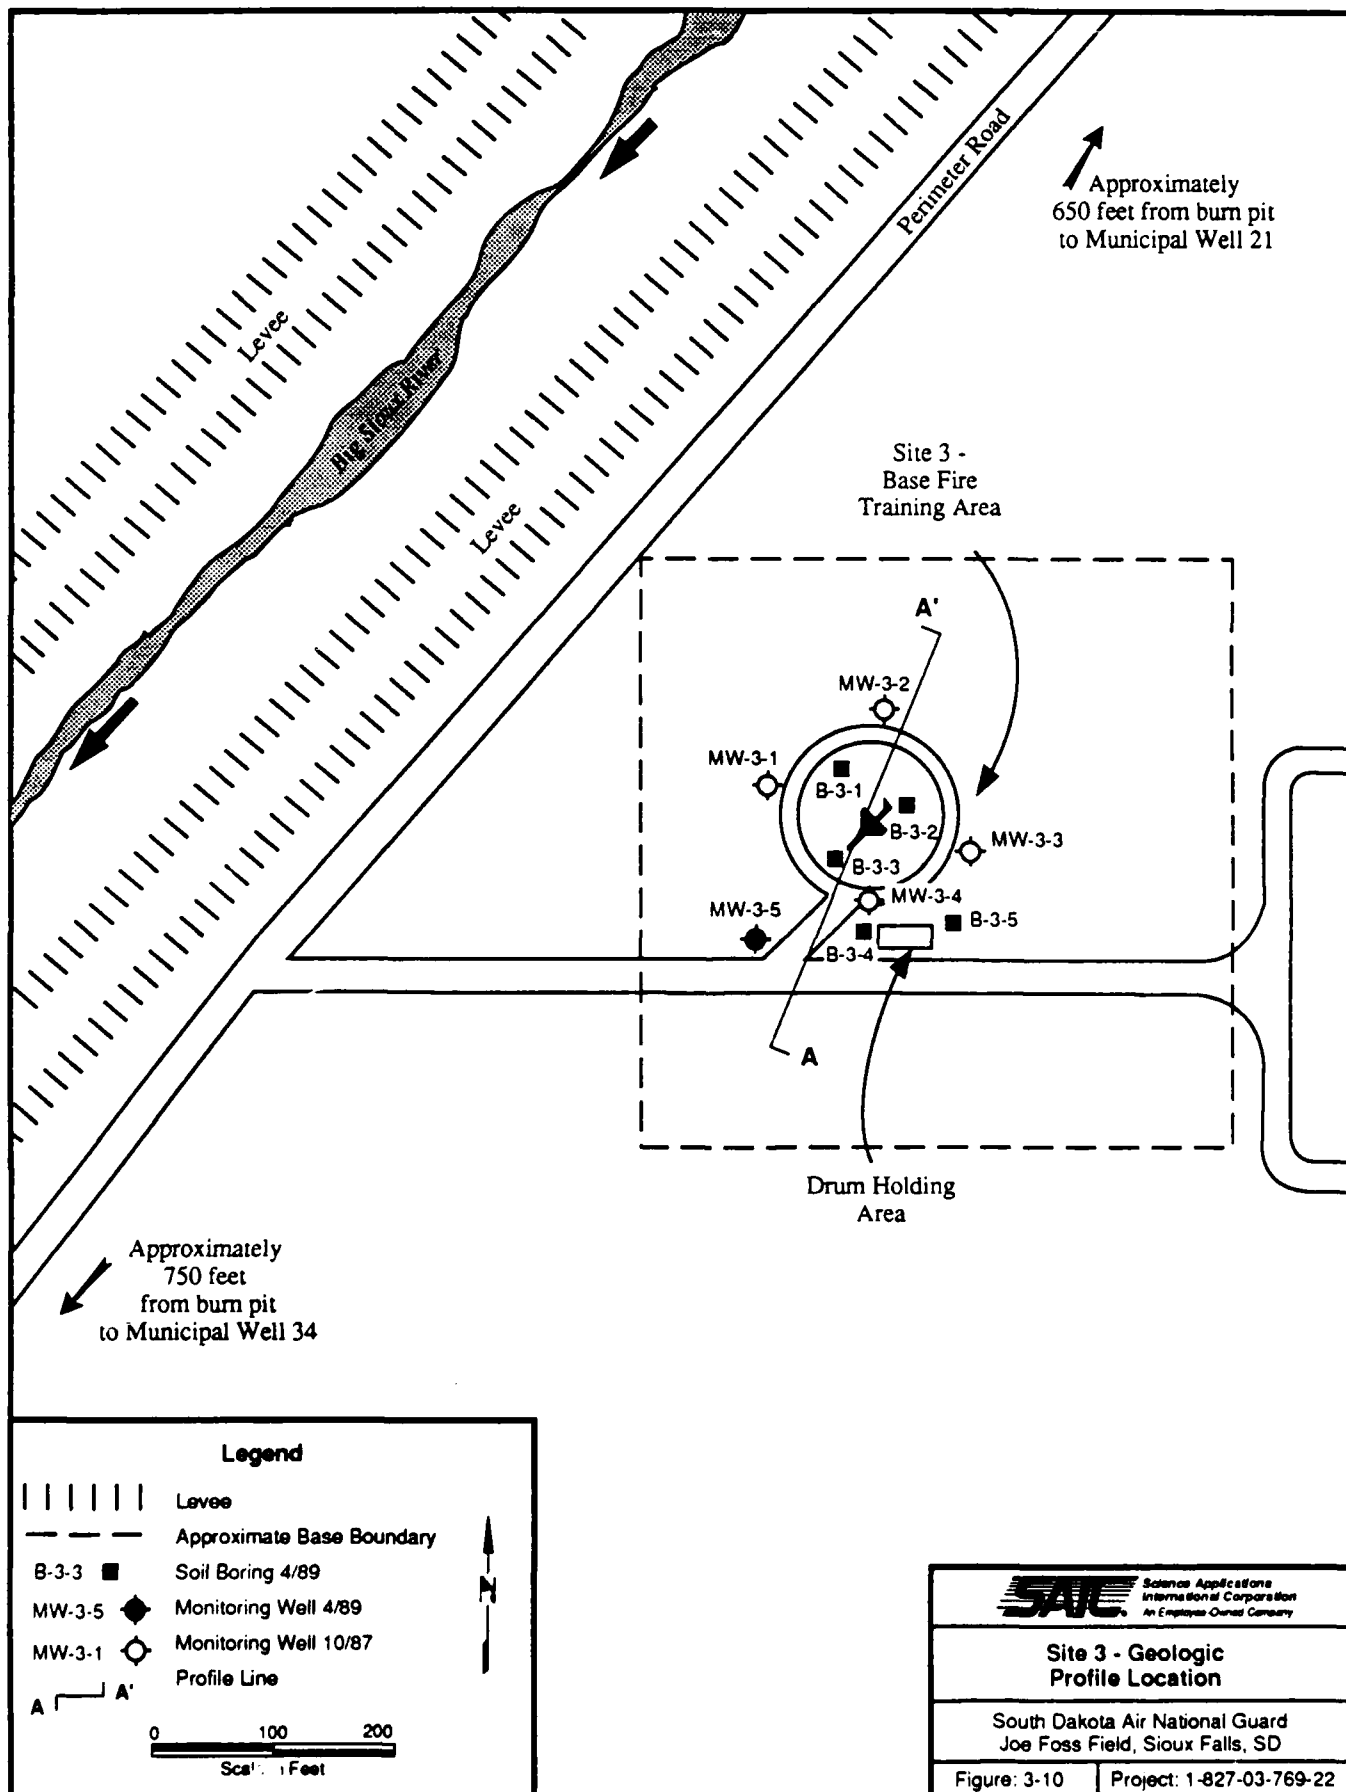 Perimeter Road
Approximately
650 feet from burn pit
to Municipal Well 21
Levee
Big Sioux River
Levee
Site 3 -
Base Fire
Training Area
A'
MW-3-2
MW-3-1
B-3-1
B-3-2
MW-3-3
B-3-3
MW-3-4
MW-3-5
B-3-5
B-3-4
A
Drum Holding
Area
Approximately
750 feet
from burn pit
to Municipal Well 34
Legend
Levee
Approximate Base Boundary
B-3-3 Soil Boring 4/89
MW-3-5 Monitoring Well 4/89
MW-3-1 Monitoring Well 10/87
A A' Profile Line
N
0 100 200
Feet
SAIC Science Applications
International Corporation
An Employee-Owned Company
Site 3 - Geologic
Profile Location
South Dakota Air National Guard
Joe Foss Field, Sioux Falls, SD
Figure: 3-10 Project: 1-827-03-769-22